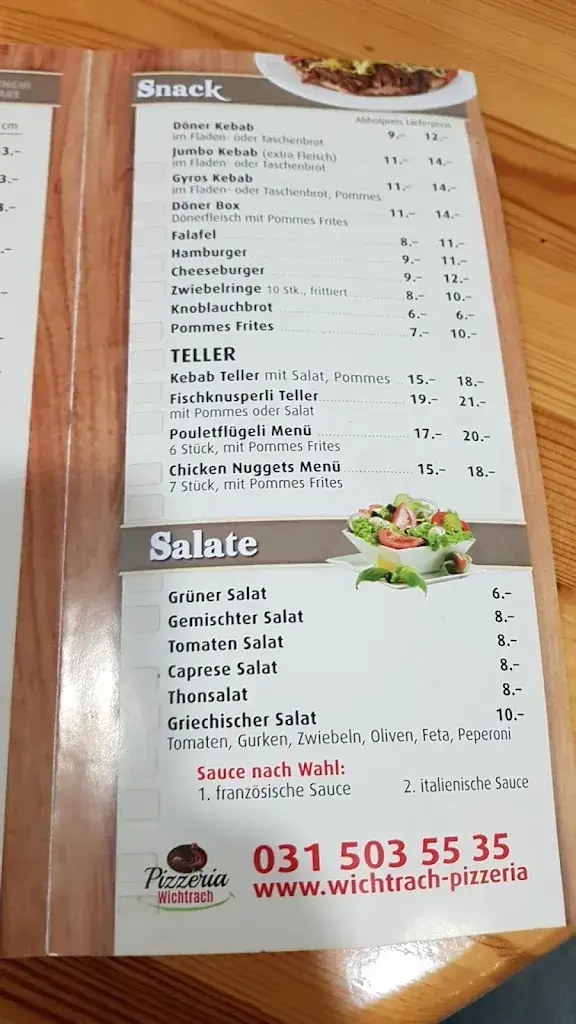 cm
3.-
3.-
Snack
Abholpreis Lieferpreis
Döner Kebab 9.- 12.-
im Fladen- oder Taschenbrot
Jumbo Kebab (extra Fleisch) 11.- 14.-
im Fladen- oder Taschenbrot
Gyros Kebab 11.- 14.-
im Fladen- oder Taschenbrot, Pommes
Döner Box 11.- 14.-
Dönerfleisch mit Pommes Frites
Falafel 8.- 11.-
Hamburger 9.- 11.-
Cheeseburger 9.- 12.-
Zwiebelringe 10 Stk., frittiert 8.- 10.-
Knoblauchbrot 6.- 6.-
Pommes Frites 7.- 10.-
TELLER
Kebab Teller mit Salat, Pommes 15.- 18.-
Fischknusperli Teller 19.- 21.-
mit Pommes oder Salat
Pouletflügeli Menü 17.- 20.-
6 Stück, mit Pommes Frites
Chicken Nuggets Menü 15.- 18.-
7 Stück, mit Pommes Frites
Salate
Grüner Salat 6.-
Gemischter Salat 8.-
Tomaten Salat 8.-
Caprese Salat 8.-
Thonsalat 8.-
Griechischer Salat 10.-
Tomaten, Gurken, Zwiebeln, Oliven, Feta, Peperoni
Sauce nach Wahl:
1. französische Sauce 2. italienische Sauce
Pizzeria
Wichtrach
031 503 55 35
www.wichtrach-pizzeria